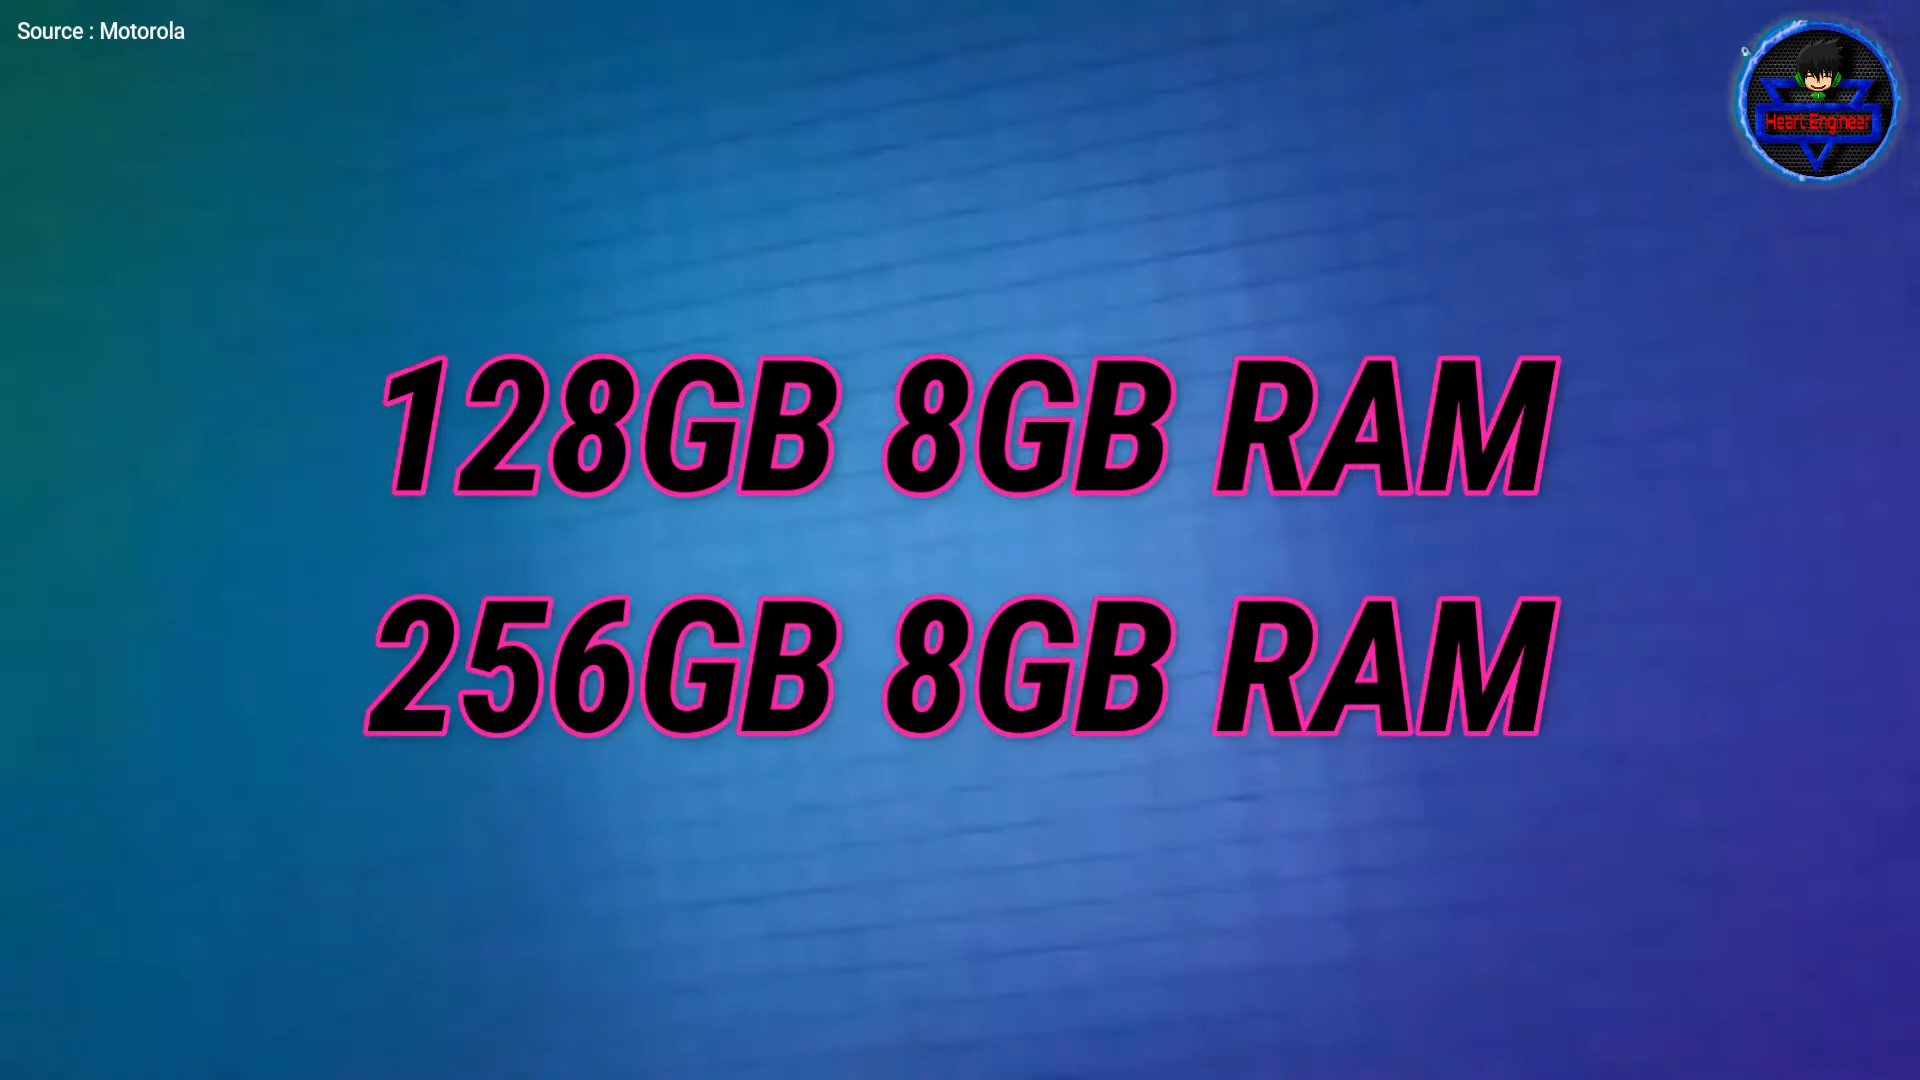 Source : Motorola
Heart Engineer
128GB 8GB RAM
256GB 8GB RAM